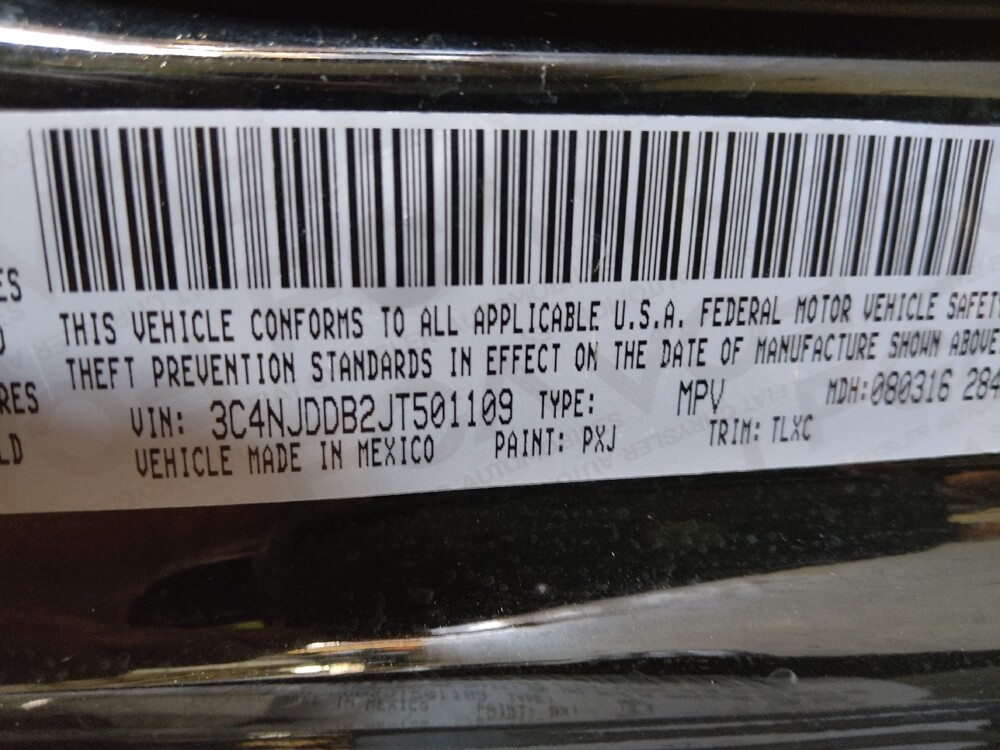 THIS VEHICLE CONFORMS TO ALL APPLICABLE U.S.A. FEDERAL MOTOR VEHICLE SAFET
THEFT PREVENTION STANDARDS IN EFFECT ON THE DATE OF MANUFACTURE SHOWN ABOVE
VIN: 3C4NJDDB2JT501109 TYPE: MPV MDH: 080316 284
VEHICLE MADE IN MEXICO PAINT: PXJ TRIM: TLXC
ES
RES
LD